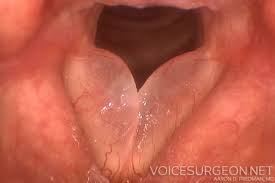 VOICESURGEON.NET
AARON D. FRIEDMAN, MD